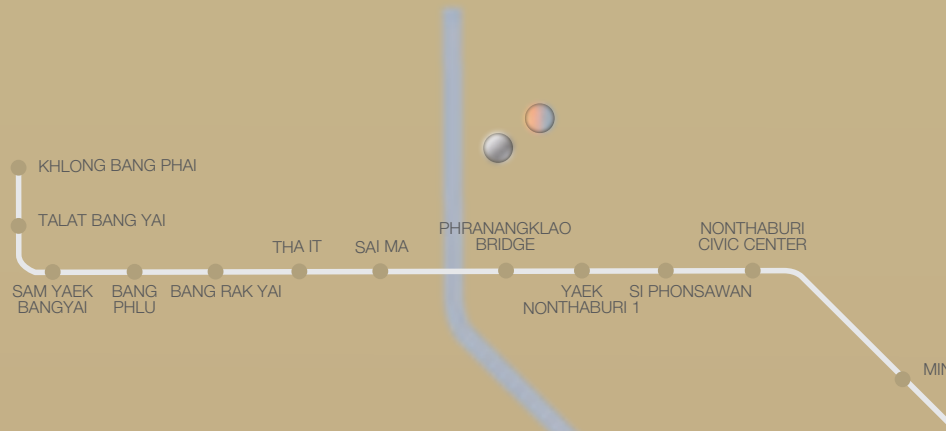 KHLONG BANG PHAI
TALAT BANG YAI
SAM YAEK
BANGYAI
BANG
PHLU
BANG RAK YAI
THA IT
SAI MA
PHRANANGKLAO
BRIDGE
YAEK
NONTHABURI 1
SI PHONSAWAN
NONTHABURI
CIVIC CENTER
MIN